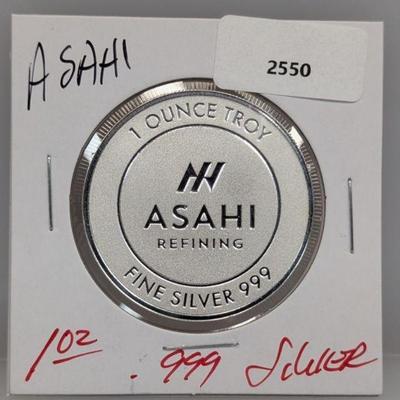 ASAHI
2550
1 OUNCE TROY
ASAHI
REFINING
FINE SILVER 999
1oz .999 SILVER